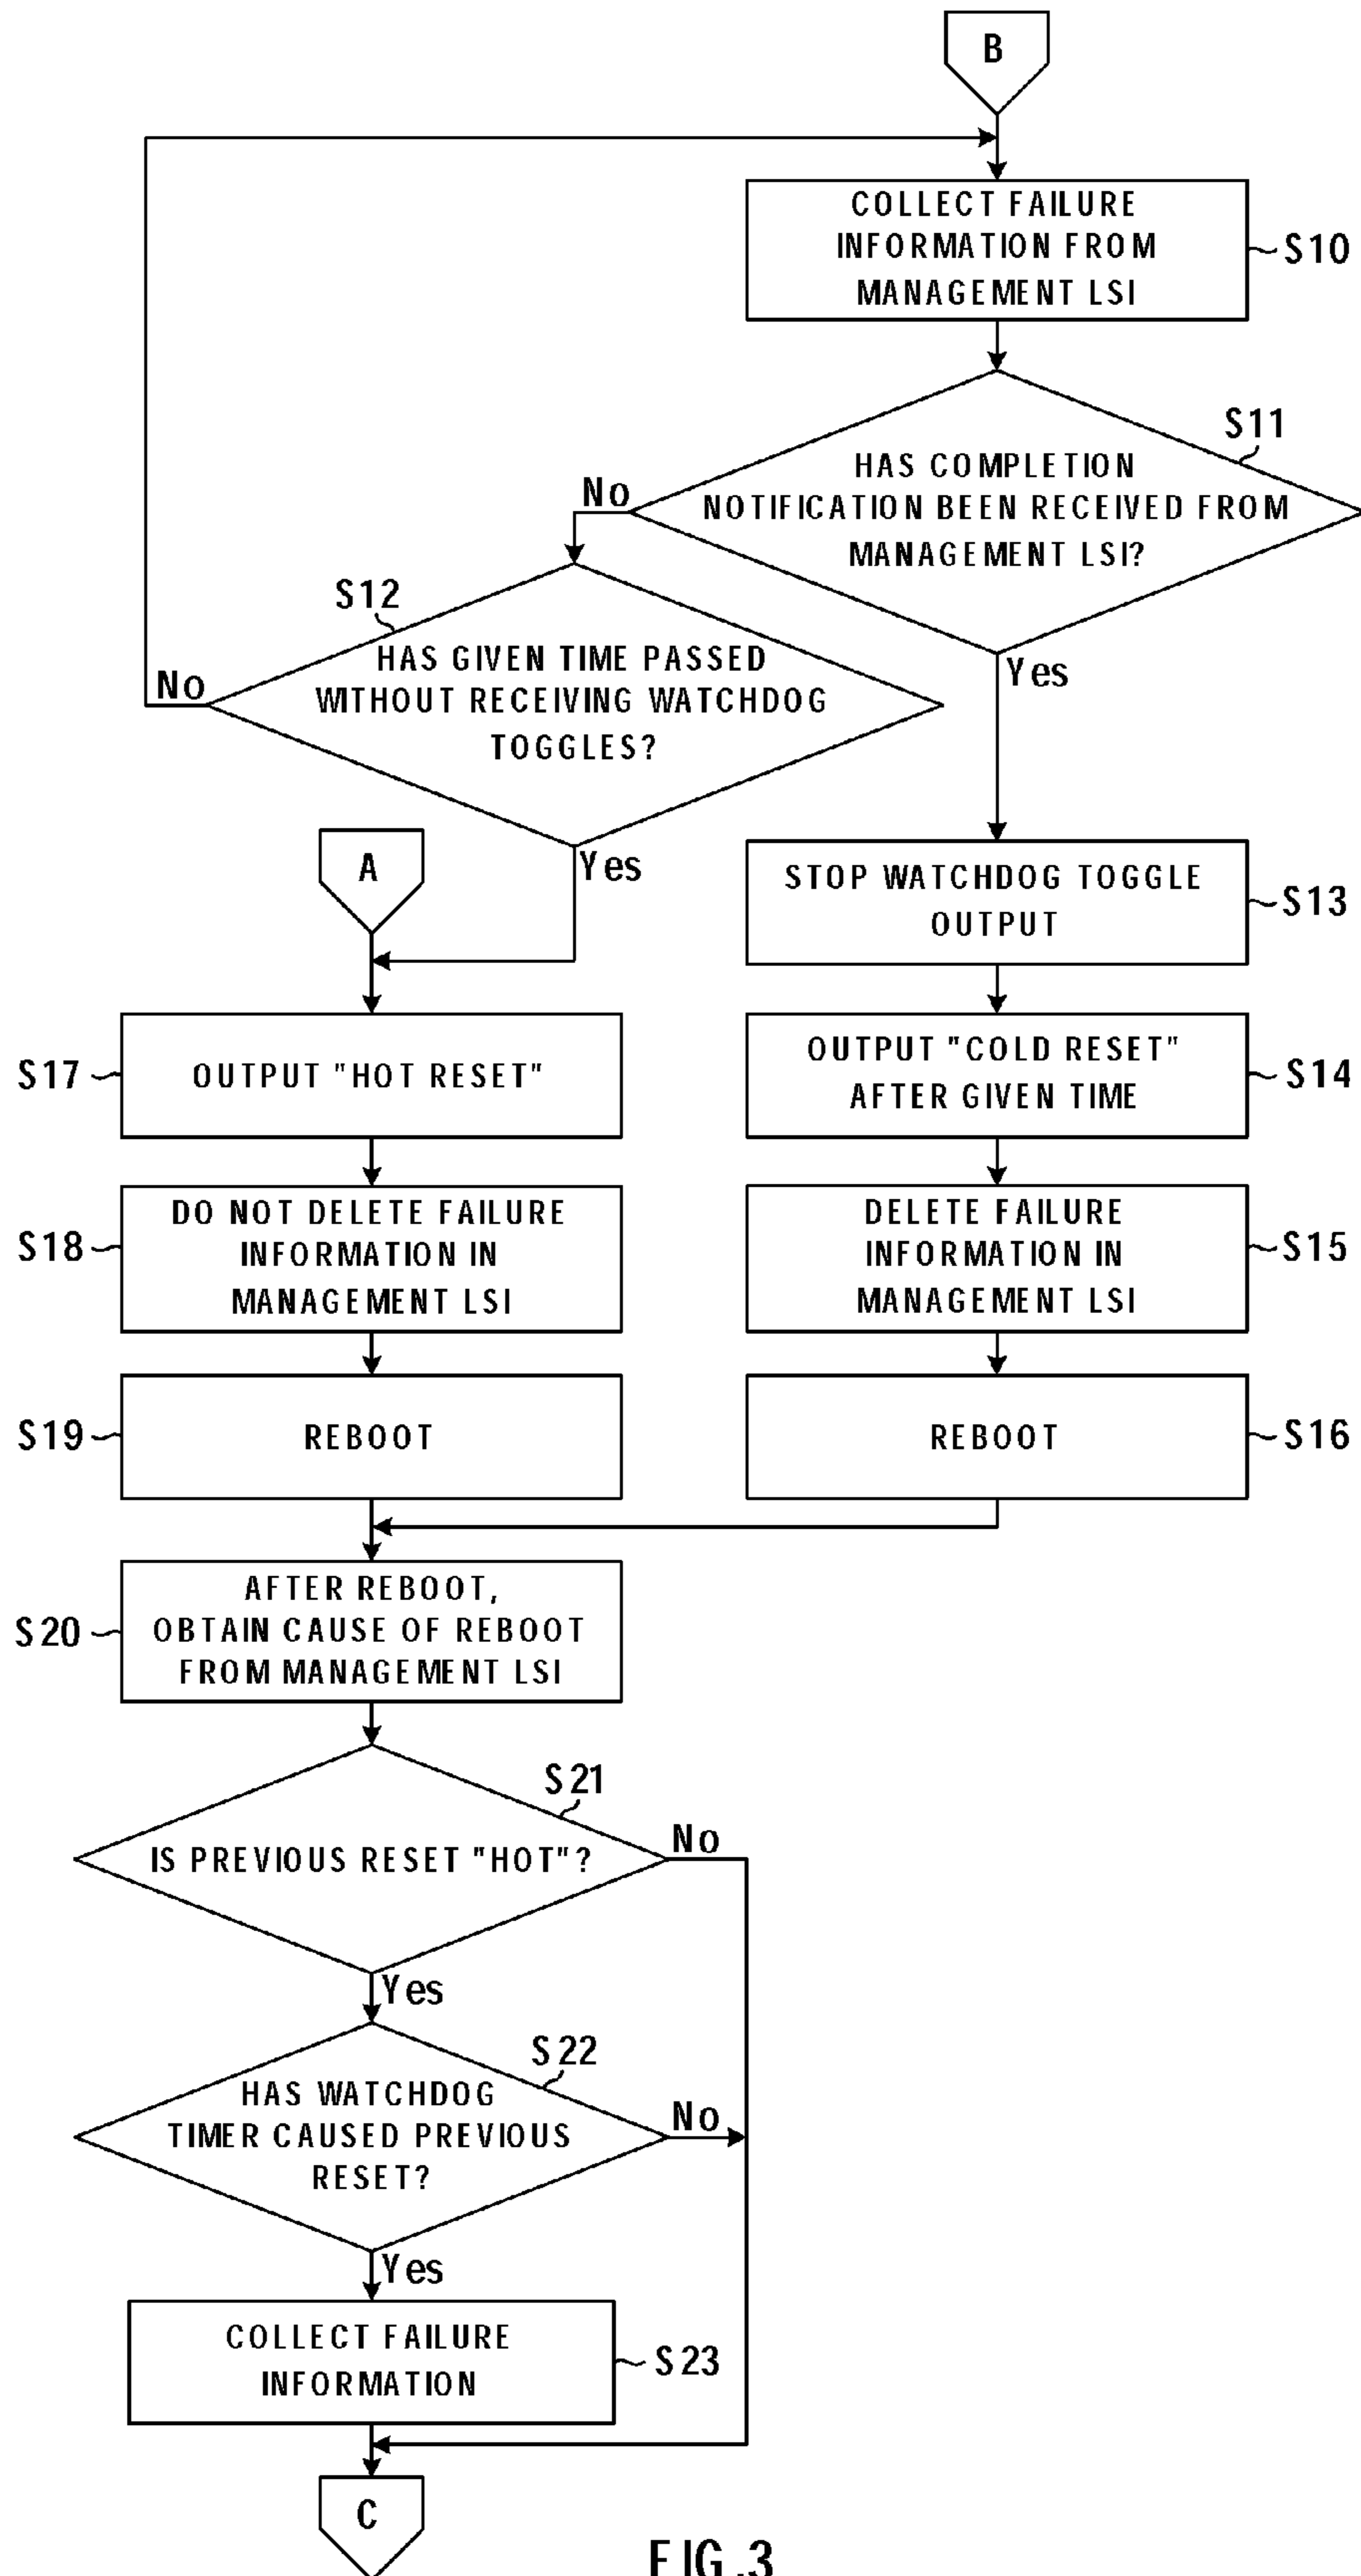 B
COLLECT FAILURE
INFORMATION FROM
MANAGEMENT LSI
S10
S11
HAS COMPLETION
NOTIFICATION BEEN RECEIVED FROM
MANAGEMENT LSI?
No
Yes
S12
HAS GIVEN TIME PASSED
WITHOUT RECEIVING WATCHDOG
TOGGLES?
No
Yes
A
STOP WATCHDOG TOGGLE
OUTPUT
S13
S17
OUTPUT "HOT RESET"
OUTPUT "COLD RESET"
AFTER GIVEN TIME
S14
S18
DO NOT DELETE FAILURE
INFORMATION IN
MANAGEMENT LSI
DELETE FAILURE
INFORMATION IN
MANAGEMENT LSI
S15
S19
REBOOT
REBOOT
S16
S20
AFTER REBOOT,
OBTAIN CAUSE OF REBOOT
FROM MANAGEMENT LSI
S21
IS PREVIOUS RESET "HOT"?
No
Yes
S22
HAS WATCHDOG
TIMER CAUSED PREVIOUS
RESET?
No
Yes
COLLECT FAILURE
INFORMATION
S23
C
FIG.3